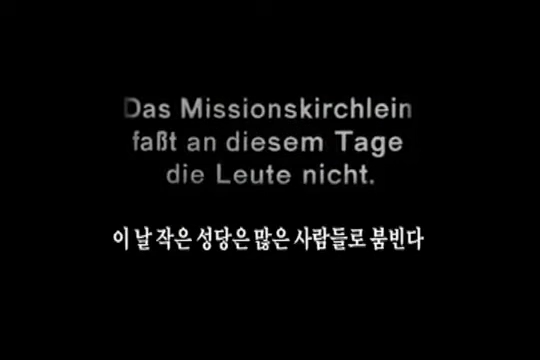 Das Missionskirchlein
faßt an diesem Tage
die Leute nicht.
이 날 작은 성당은 많은 사람들로 붐빈다